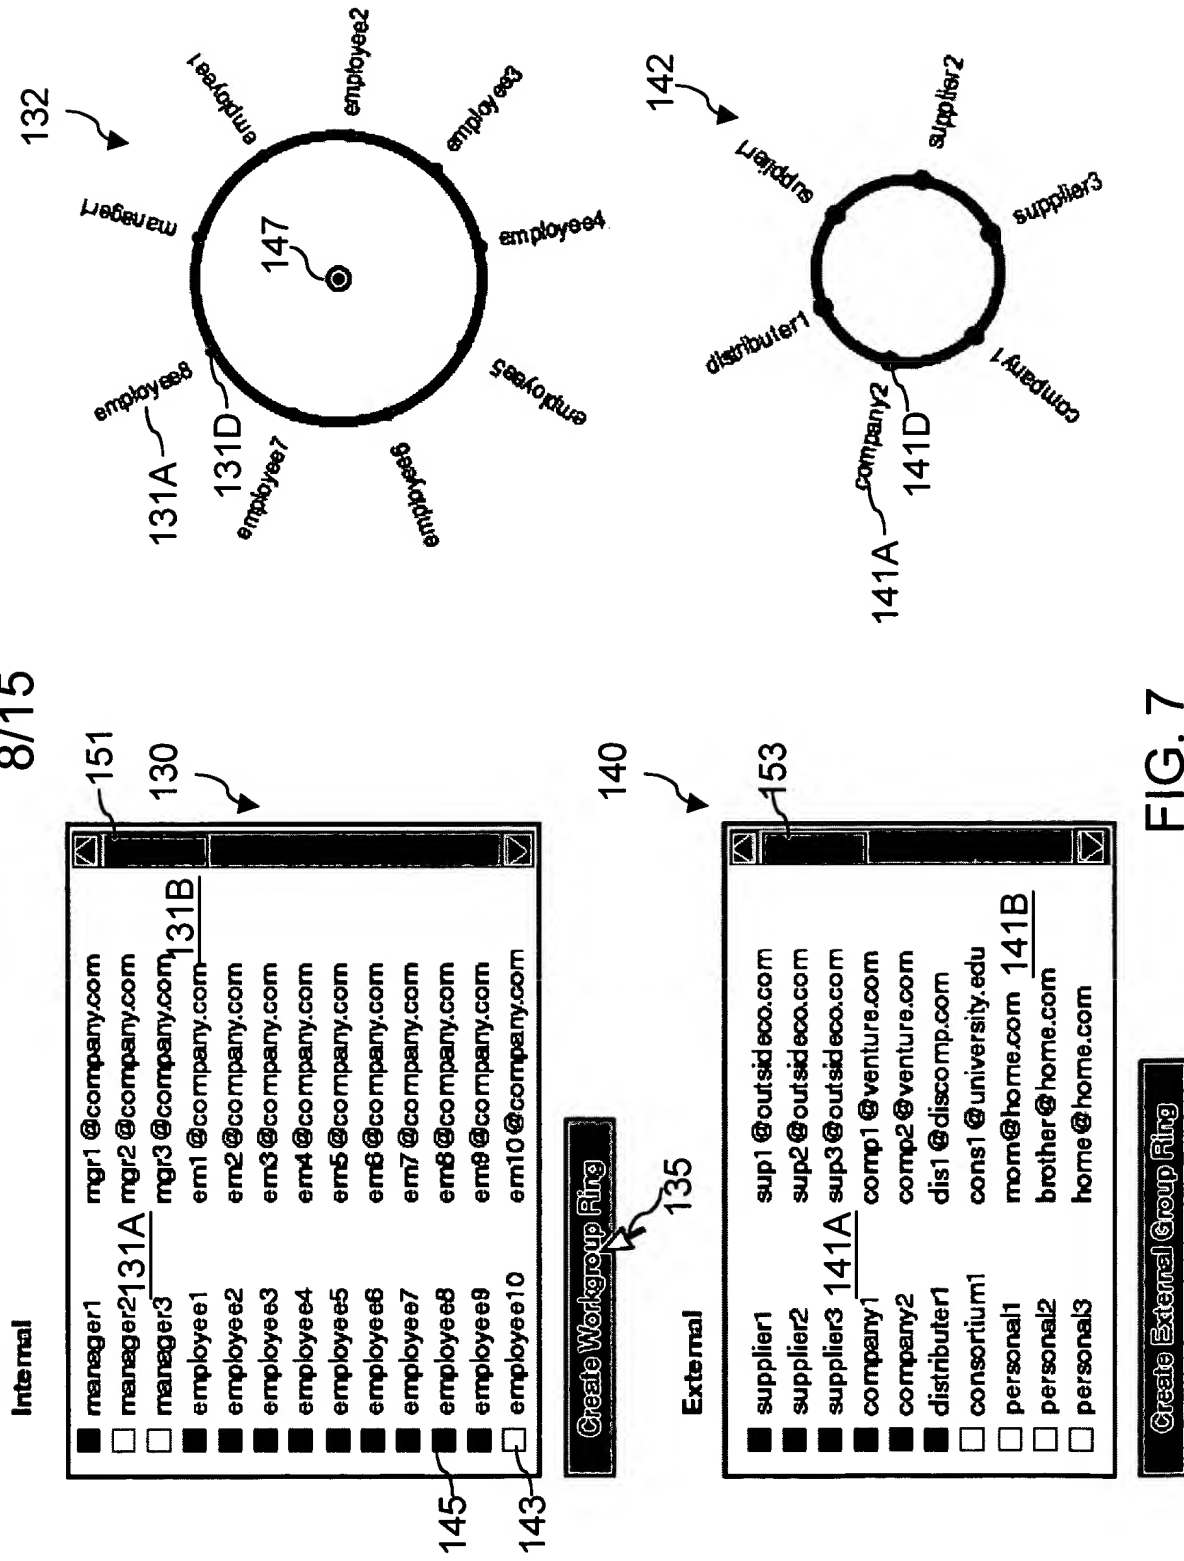 8/15
Internal
manager1 mgr1@company.com
manager2 mgr2@company.com
manager3 mgr3@company.com
employee1 em1@company.com
employee2 em2@company.com
employee3 em3@company.com
employee4 em4@company.com
employee5 em5@company.com
employee6 em6@company.com
employee7 em7@company.com
employee8 em8@company.com
employee9 em9@company.com
employee10 em10@company.com
131A
131B
151
130
145
143
Create Workgroup Ring
135
132
manager1
employee1
employee2
employee3
employee4
employee5
employee6
employee7
employee8
131A
131D
147
External
supplier1 sup1@outsideco.com
supplier2 sup2@outsideco.com
supplier3 sup3@outsideco.com
company1 comp1@venture.com
company2 comp2@venture.com
distributer1 dis1@discomp.com
consortium1 cons1@university.edu
personal1 mom@home.com
personal2 brother@home.com
personal3 home@home.com
141A
141B
140
153
Create External Group Ring
142
distributer1
supplier1
supplier2
supplier3
company1
company2
141A
141D
FIG. 7